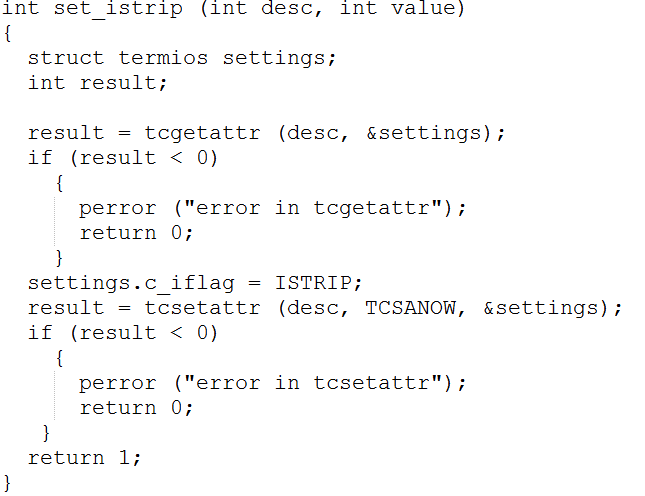 int set_istrip (int desc, int value)
{
  struct termios settings;
  int result;

  result = tcgetattr (desc, &settings);
  if (result < 0)
    {
      perror ("error in tcgetattr");
      return 0;
    }
  settings.c_iflag = ISTRIP;
  result = tcsetattr (desc, TCSANOW, &settings);
  if (result < 0)
    {
      perror ("error in tcsetattr");
      return 0;
   }
  return 1;
}